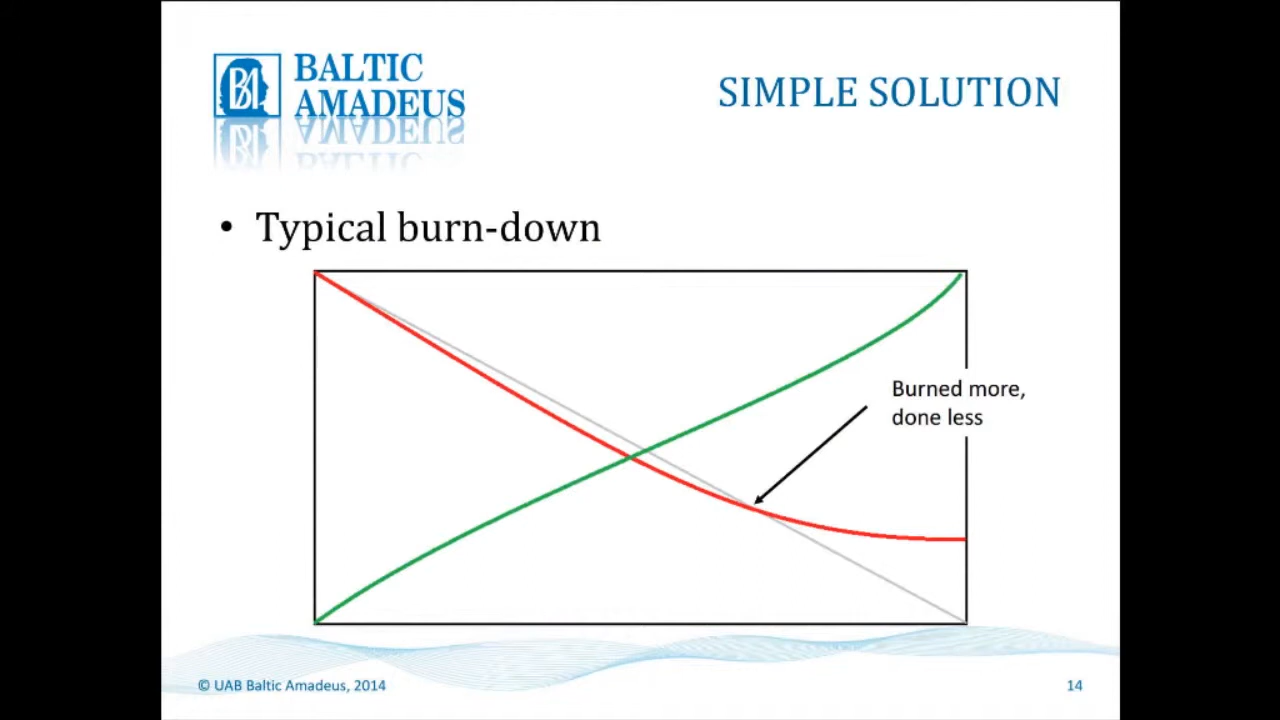 BALTIC
AMADEUS
SIMPLE SOLUTION
• Typical burn-down
Burned more,
done less
© UAB Baltic Amadeus, 2014
14